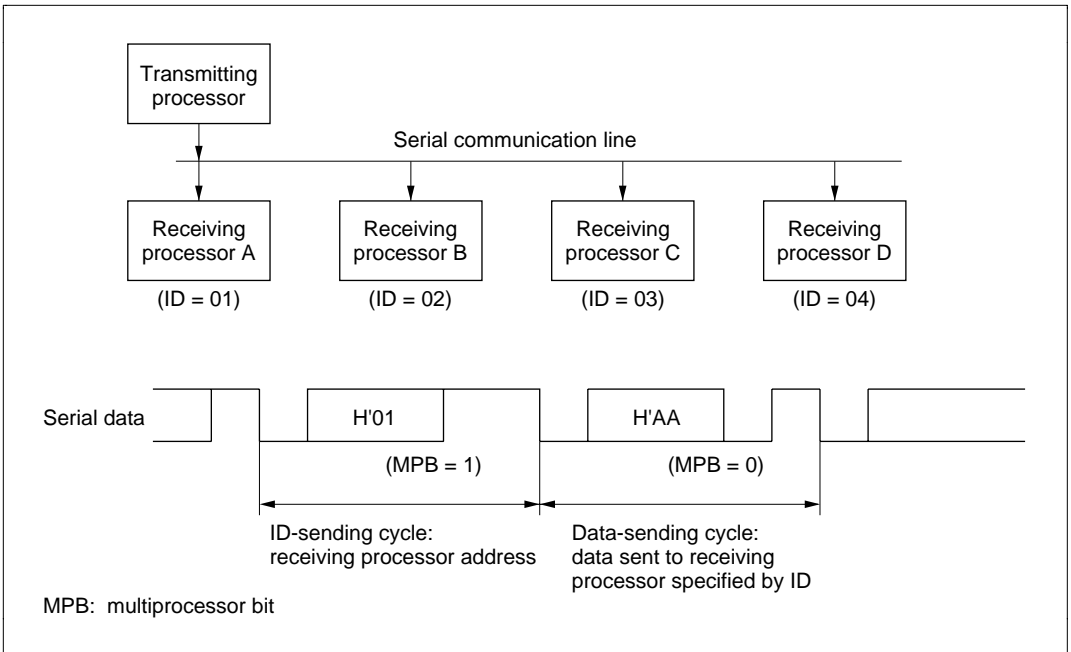 Transmitting
processor
Serial communication line
Receiving
processor A
Receiving
processor B
Receiving
processor C
Receiving
processor D
(ID = 01)
(ID = 02)
(ID = 03)
(ID = 04)
Serial data
H'01
H'AA
(MPB = 1)
(MPB = 0)
ID-sending cycle:
receiving processor address
Data-sending cycle:
data sent to receiving
processor specified by ID
MPB: multiprocessor bit